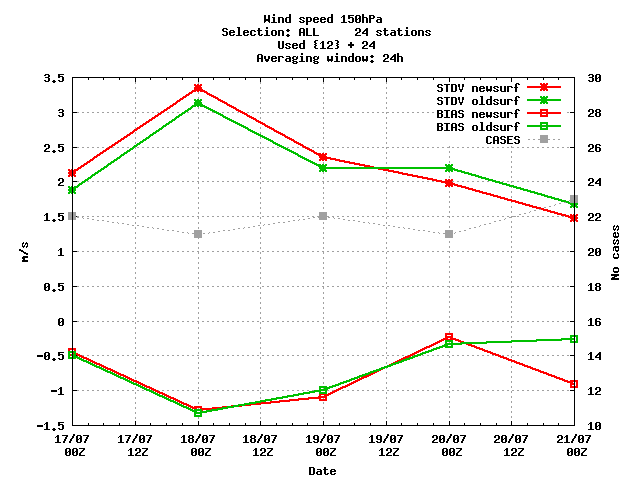 Wind speed 150hPa
Selection: ALL 24 stations
Used {12} + 24
Averaging window: 24h
STDV newsurf
STDV oldsurf
BIAS newsurf
BIAS oldsurf
CASES
3.5
3
2.5
2
1.5
1
0.5
0
-0.5
-1
-1.5
m/s
30
28
26
24
22
20
18
16
14
12
10
No cases
17/07 17/07 18/07 18/07 19/07 19/07 20/07 20/07 21/07
00Z 12Z 00Z 12Z 00Z 12Z 00Z 12Z 00Z
Date